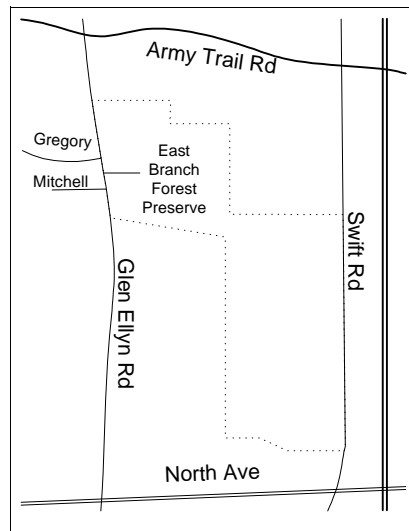 Army Trail Rd
Gregory
Mitchell
East
Branch
Forest
Preserve
Swift Rd
Glen Ellyn Rd
North Ave